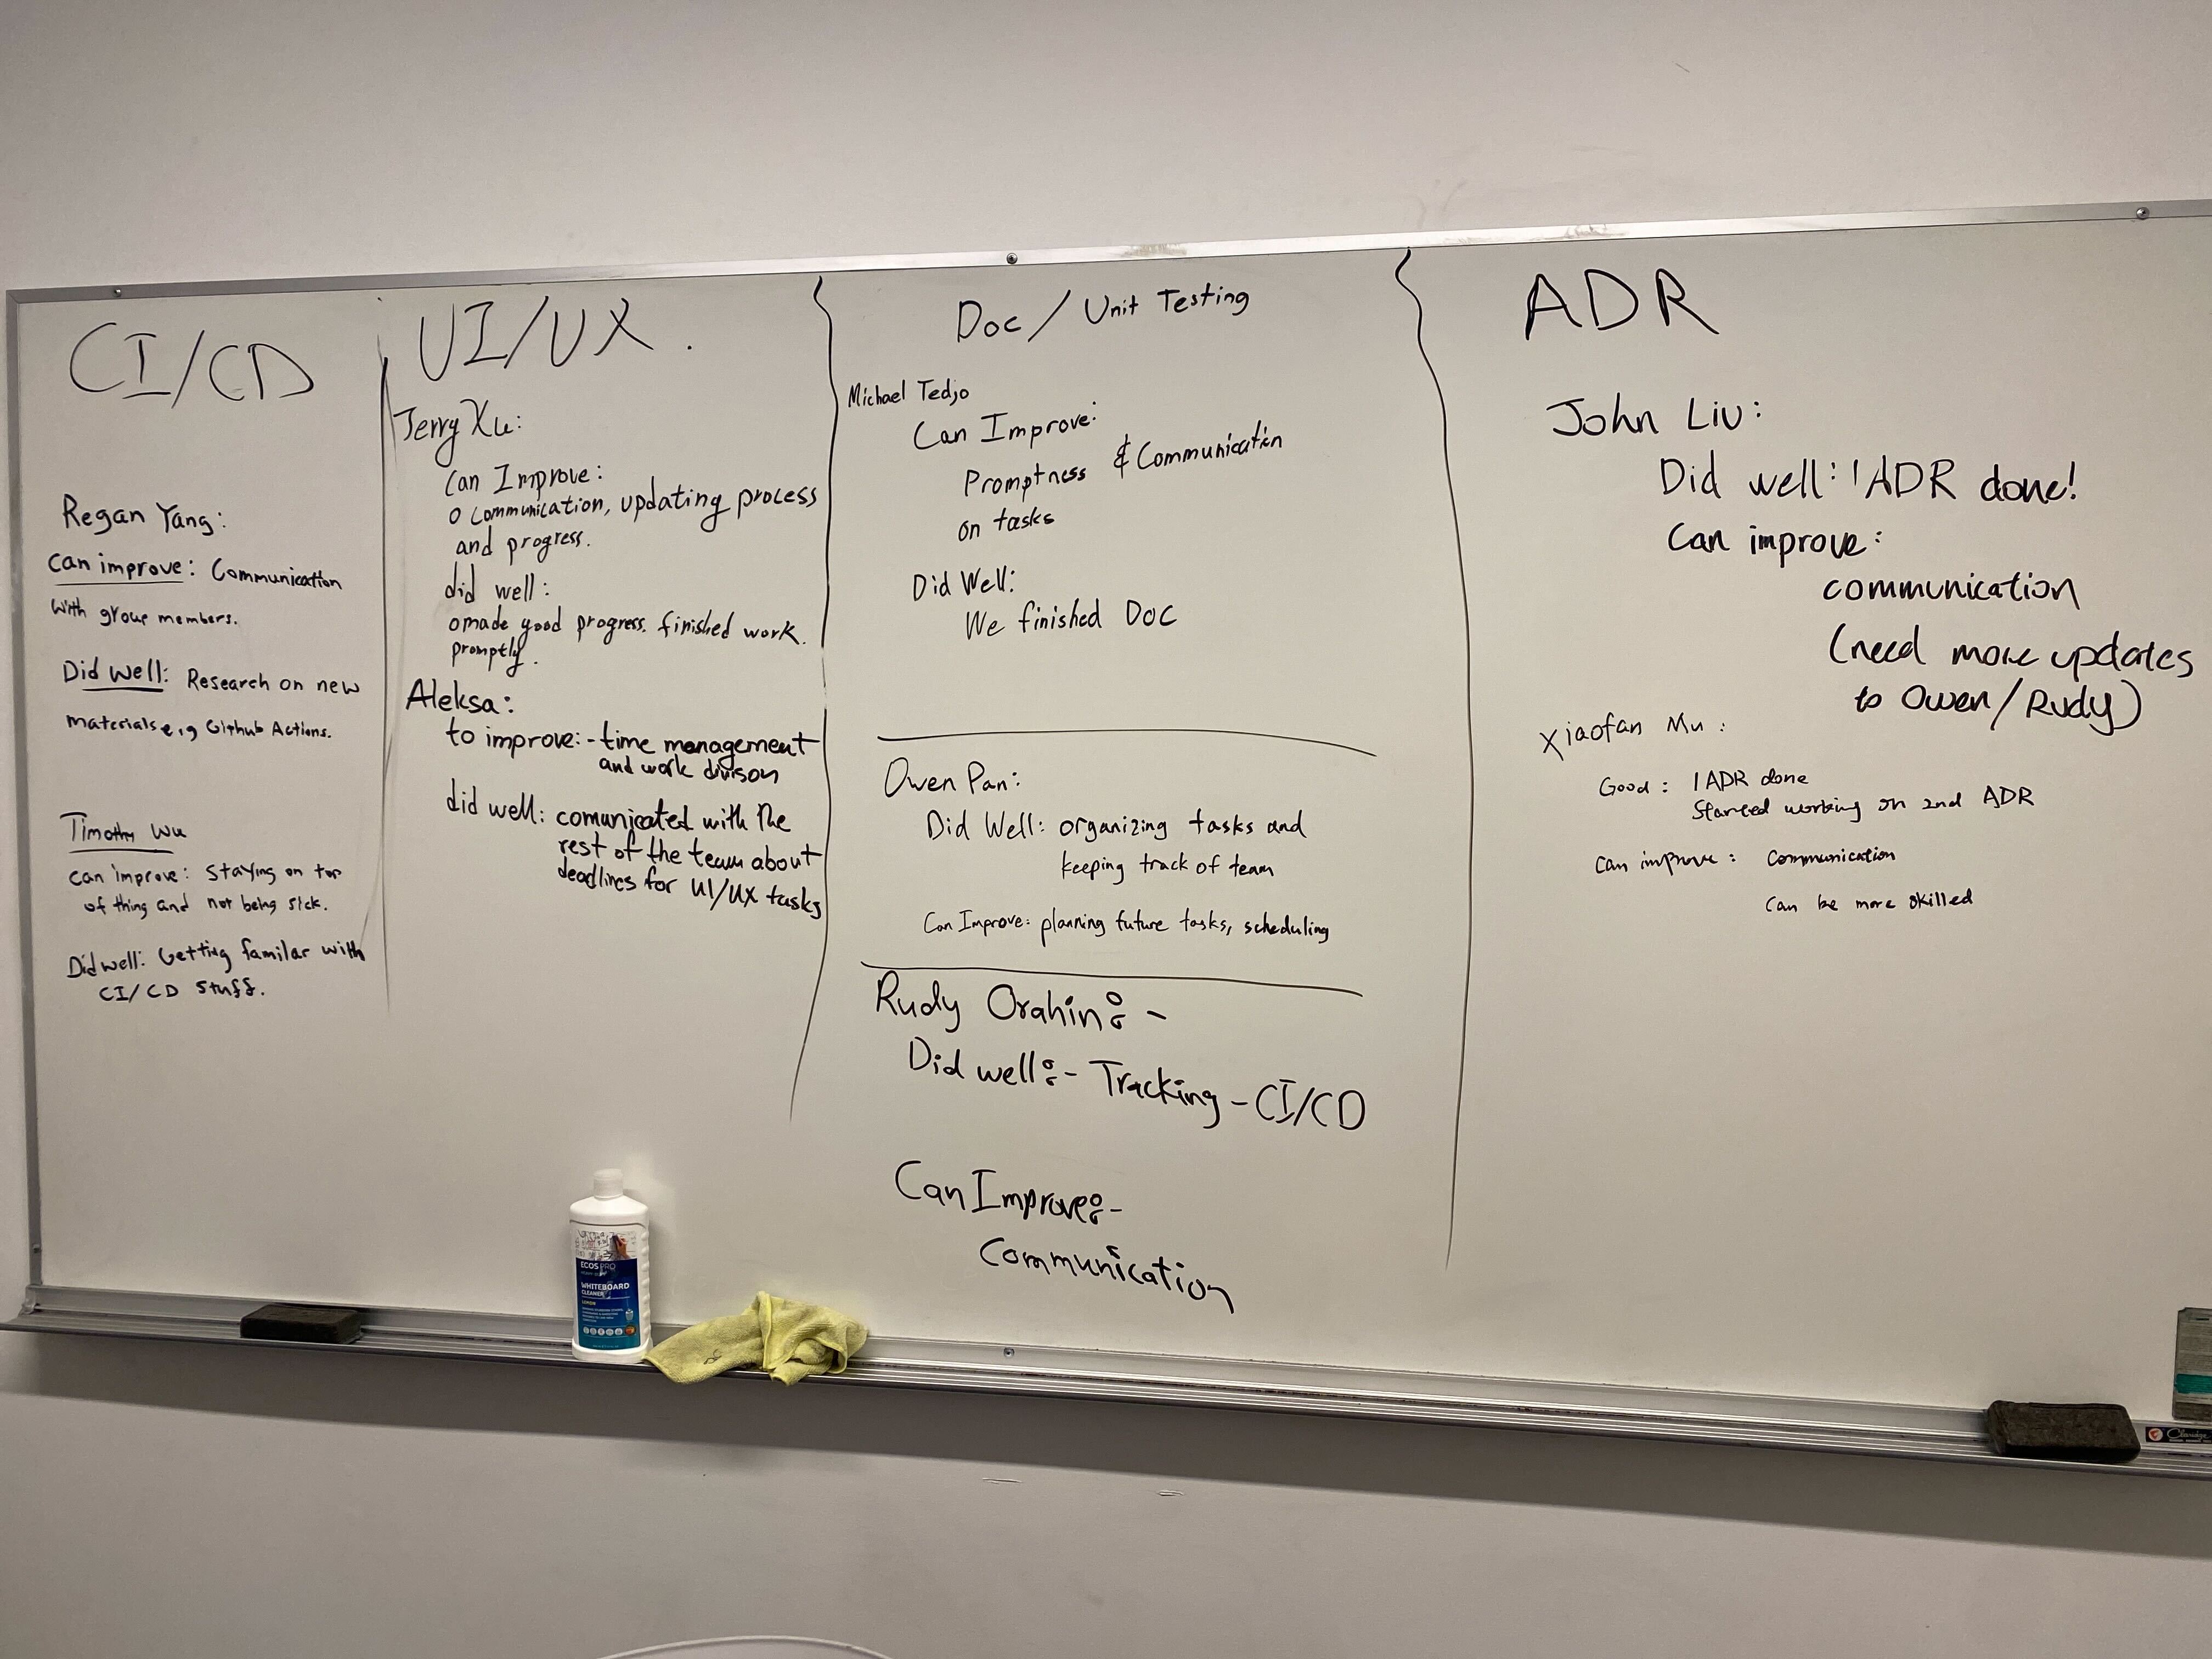 CI/CD
Regan Yang:
can improve: Communication
with group members.
Did well: Research on new
materials e.g Github Actions.
Timothy Wu
can improve: Staying on top
of thing and not being sick.
Did well: Getting familar with
CI/CD stuff.
UI/UX.
Jerry Xu:
Can Improve:
o Communication, updating process
and progress.
did well:
o made good progress. finished work.
promptly.
Aleksa:
to improve: - time management
and work divison
did well: comunicated with the
rest of the team about
deadlines for UI/UX tasks
Doc / Unit Testing
Michael Tedjo
Can Improve:
Promptness & Communication
on tasks
Did Well:
We finished Doc
Owen Pan:
Did Well: organizing tasks and
keeping track of team
Can Improve: planning future tasks, scheduling
Rudy Orahin:-
Did well:- Tracking - CI/CD
Can Improve:-
Communication
ADR
John Liu:
Did well: 1 ADR done!
Can improve:
communication
(need more updates
to Owen/Rudy)
Xiaofan Mu:
Good: 1 ADR done
Started working on 2nd ADR
Can improve: Communication
Can be more skilled
ECOS PRO
WHITEBOARD
CLEANER
LEMON
Claridge